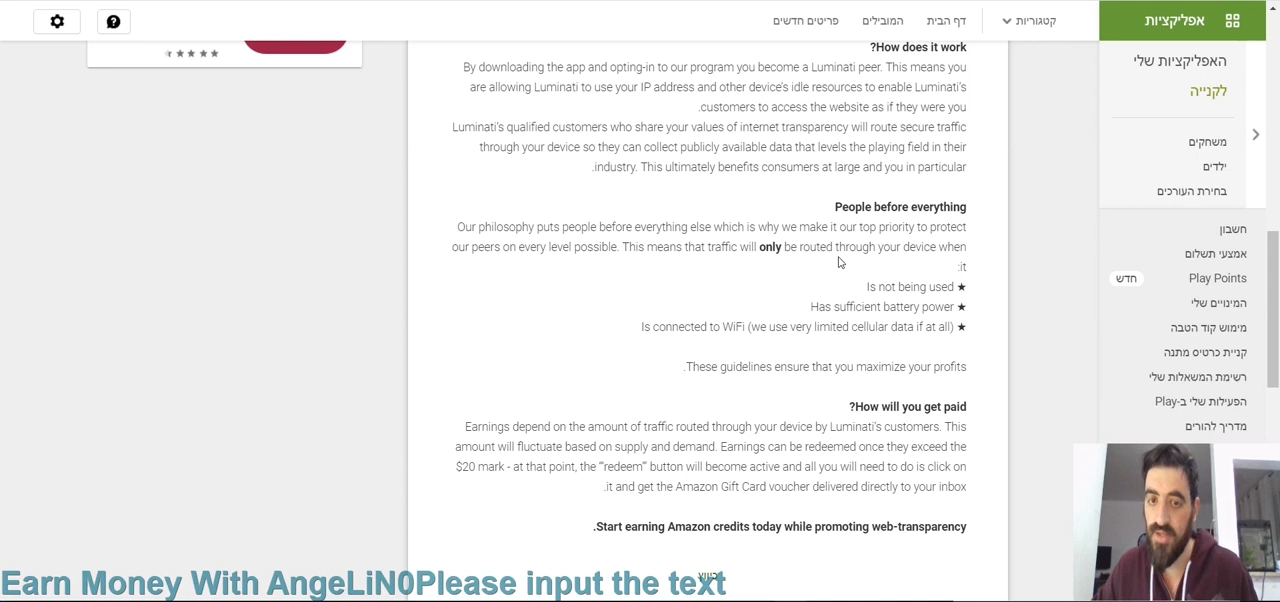 קטגוריות
דף הבית
המובילים
פריטים חדשים
אפליקציות
האפליקציות שלי
לקנייה
משחקים
ילדים
בחירת העורכים
חשבון
אמצעי תשלום
Play Points
חדש
המינויים שלי
מימוש קוד הטבה
קניית כרטיס מתנה
רשימת המשאלות שלי
הפעילות שלי ב-Play
מדריך להורים
?How does it work
By downloading the app and opting-in to our program you become a Luminati peer. This means you
are allowing Luminati to use your IP address and other device's idle resources to enable Luminati's
.customers to access the website as if they were you
Luminati's qualified customers who share your values of internet transparency will route secure traffic
through your device so they can collect publicly available data that levels the playing field in their
.industry. This ultimately benefits consumers at large and you in particular
People before everything
Our philosophy puts people before everything else which is why we make it our top priority to protect
our peers on every level possible. This means that traffic will only be routed through your device when
:it
Is not being used ★
Has sufficient battery power ★
Is connected to WiFi (we use very limited cellular data if at all) ★
.These guidelines ensure that you maximize your profits
?How will you get paid
Earnings depend on the amount of traffic routed through your device by Luminati's customers. This
amount will fluctuate based on supply and demand. Earnings can be redeemed once they exceed the
$20 mark - at that point, the "'redeem'" button will become active and all you will need to do is click on
.it and get the Amazon Gift Card voucher delivered directly to your inbox
.Start earning Amazon credits today while promoting web-transparency
Earn Money With AngeLiN0Please input the text